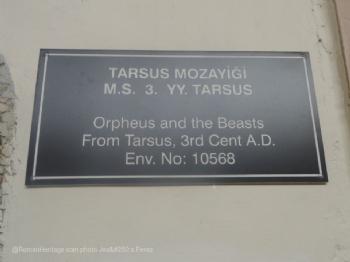 TARSUS MOZAYİĞİ
M.S. 3. YY. TARSUS
Orpheus and the Beasts
From Tarsus, 3rd Cent A.D.
Env. No: 10568